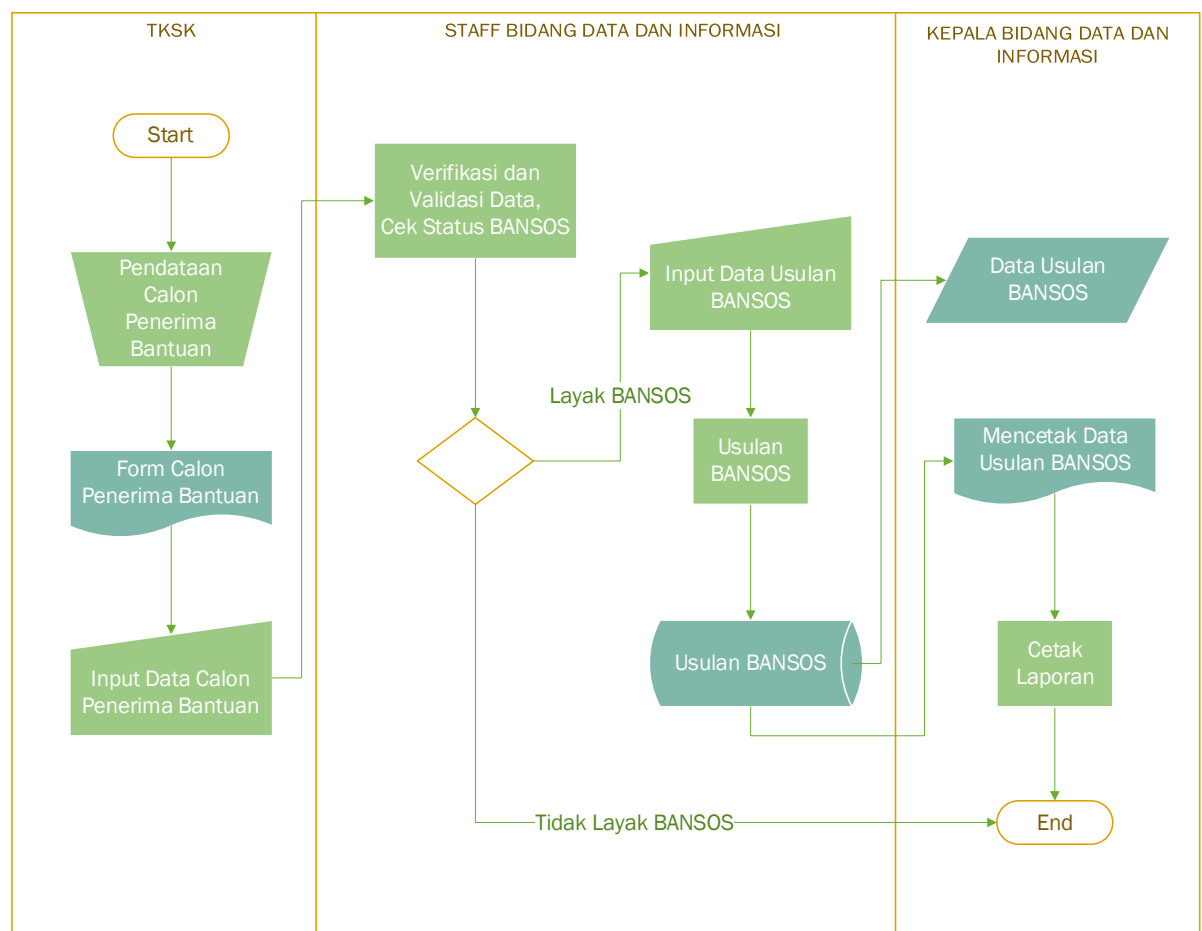 TKSK
STAFF BIDANG DATA DAN INFORMASI
KEPALA BIDANG DATA DAN
INFORMASI
Start
Pendataan
Calon
Penerima
Bantuan
Form Calon
Penerima Bantuan
Input Data Calon
Penerima Bantuan
Verifikasi dan
Validasi Data,
Cek Status BANSOS
Layak BANSOS
Tidak Layak BANSOS
Input Data Usulan
BANSOS
Usulan
BANSOS
Usulan BANSOS
Data Usulan
BANSOS
Mencetak Data
Usulan BANSOS
Cetak
Laporan
End